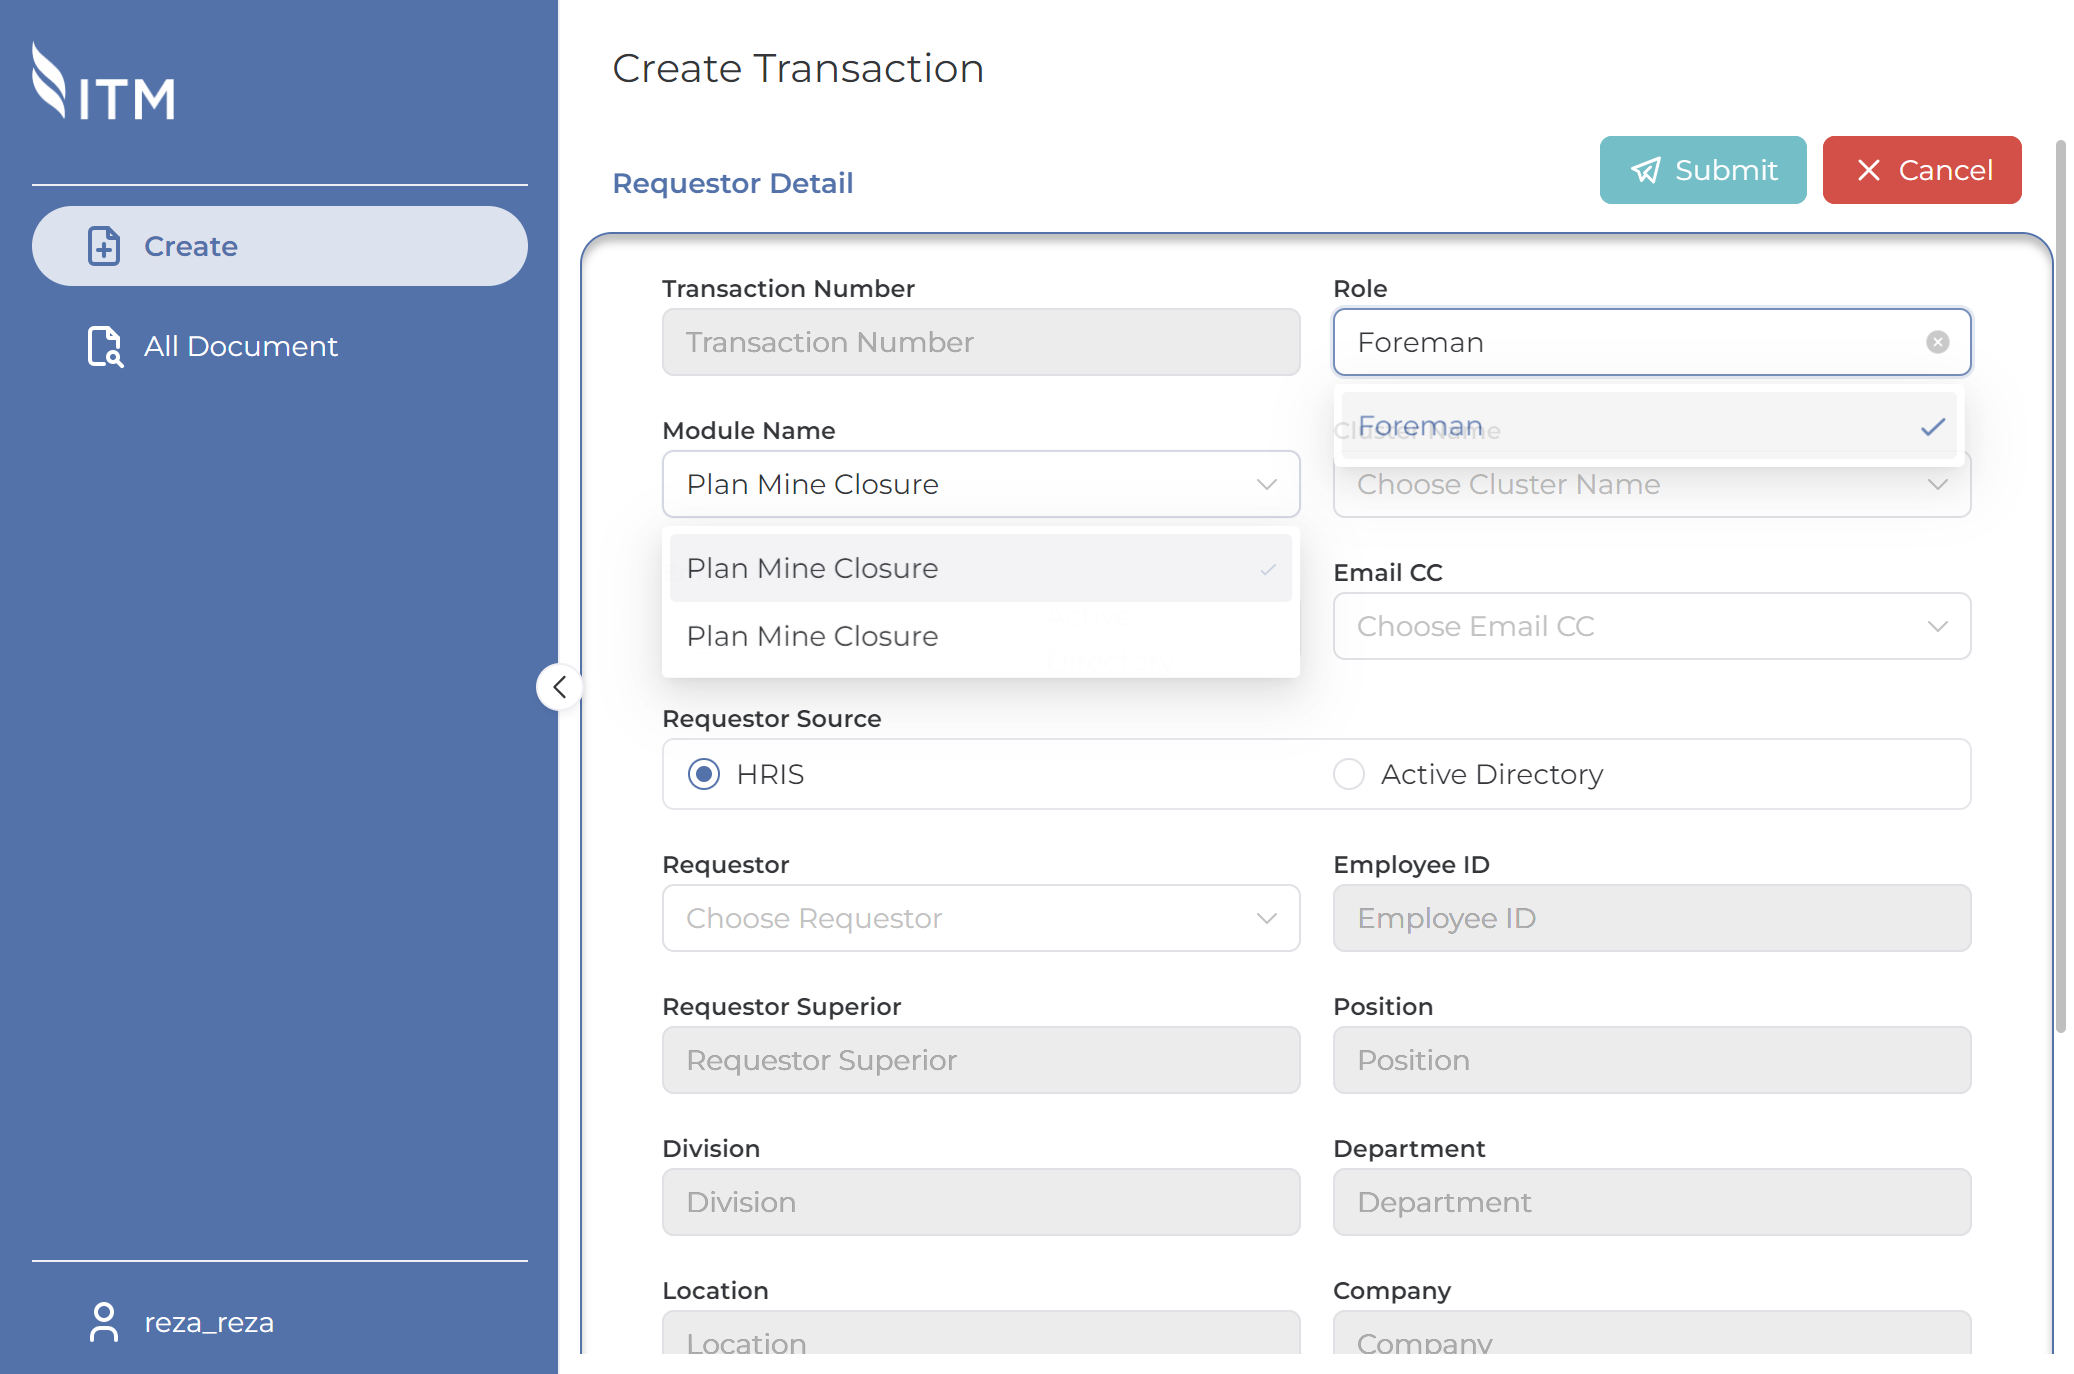 ITM
Create
All Document
reza_reza
Create Transaction
Requestor Detail
Submit
Cancel
Transaction Number
Transaction Number
Role
Foreman
Foreman
Module Name
Plan Mine Closure
Plan Mine Closure
Plan Mine Closure
Cluster Name
Choose Cluster Name
Email CC
Choose Email CC
Requestor Source
HRIS
Active Directory
Requestor
Choose Requestor
Employee ID
Employee ID
Requestor Superior
Requestor Superior
Position
Position
Division
Division
Department
Department
Location
Location
Company
Company